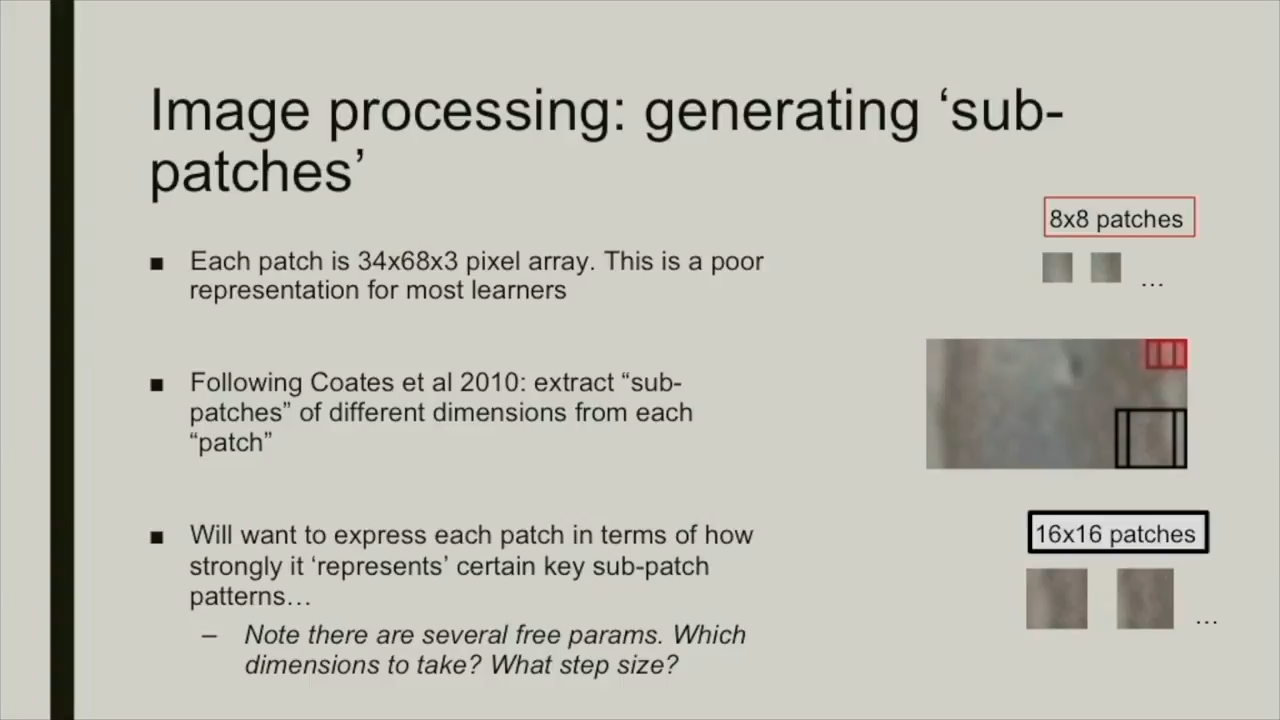 Image processing: generating ‘sub-
patches’
■ Each patch is 34x68x3 pixel array. This is a poor
representation for most learners
■ Following Coates et al 2010: extract “sub-
patches” of different dimensions from each
“patch”
■ Will want to express each patch in terms of how
strongly it ‘represents’ certain key sub-patch
patterns…
– Note there are several free params. Which
dimensions to take? What step size?
8x8 patches
…
16x16 patches
…